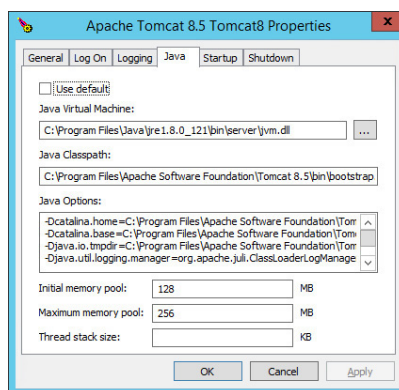 Apache Tomcat 8.5 Tomcat8 Properties
x
General Log On Logging Java Startup Shutdown
Use default
Java Virtual Machine:
C:\Program Files\Java\jre1.8.0_121\bin\server\jvm.dll
...
Java Classpath:
C:\Program Files\Apache Software Foundation\Tomcat 8.5\bin\bootstrap
Java Options:
-Dcatalina.home=C:\Program Files\Apache Software Foundation\Tom
-Dcatalina.base=C:\Program Files\Apache Software Foundation\Tom
-Djava.io.tmpdir=C:\Program Files\Apache Software Foundation\Tom
-Djava.util.logging.manager=org.apache.juli.ClassLoaderLogManage
Initial memory pool: 128 MB
Maximum memory pool: 256 MB
Thread stack size: KB
OK Cancel Apply